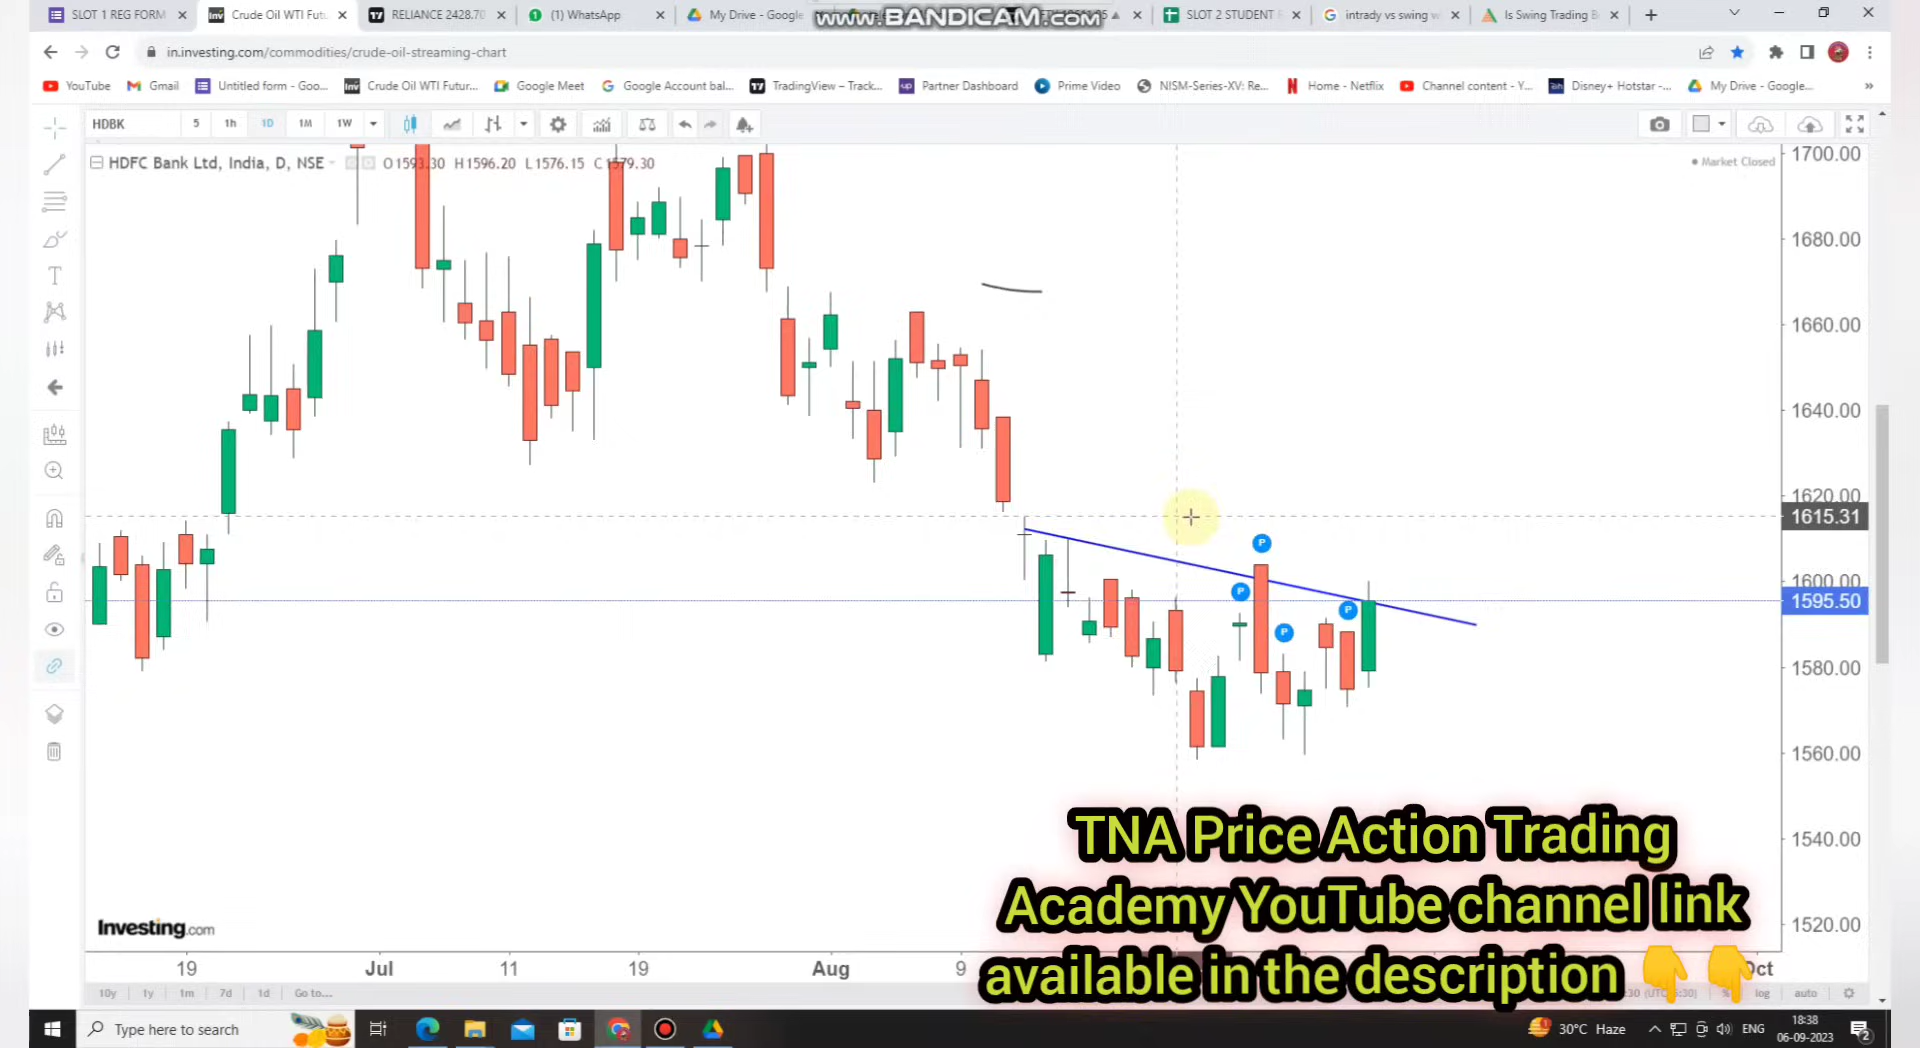 SLOT 1 REG FORM
Crude Oil WTI Futu
RELIANCE 2428.70
(1) WhatsApp
My Drive - Google
www.BANDICAM.com
SLOT 2 STUDENT
intrady vs swing
Is Swing Trading
in.investing.com/commodities/crude-oil-streaming-chart
YouTube
Gmail
Untitled form - Goo...
Crude Oil WTI Futur...
Google Meet
Google Account bal...
TradingView – Track...
Partner Dashboard
Prime Video
NISM-Series-XV: Re...
Home - Netflix
Channel content - Y...
Disney+ Hotstar -...
My Drive - Google...
HDBK
5
1h
1D
1M
1W
HDFC Bank Ltd, India, D, NSE
O1593.30 H1596.20 L1576.15 C1579.30
Market Closed
1700.00
1680.00
1660.00
1640.00
1620.00
1615.31
1600.00
1595.50
1580.00
1560.00
1540.00
1520.00
P
P
P
P
TNA Price Action Trading
Academy YouTube channel link
available in the description
Investing.com
19
Jul
11
19
Aug
9
10y
1y
1m
7d
1d
Go to...
%
log
auto
Type here to search
30°C Haze
ENG
18:38
06-09-2023
2